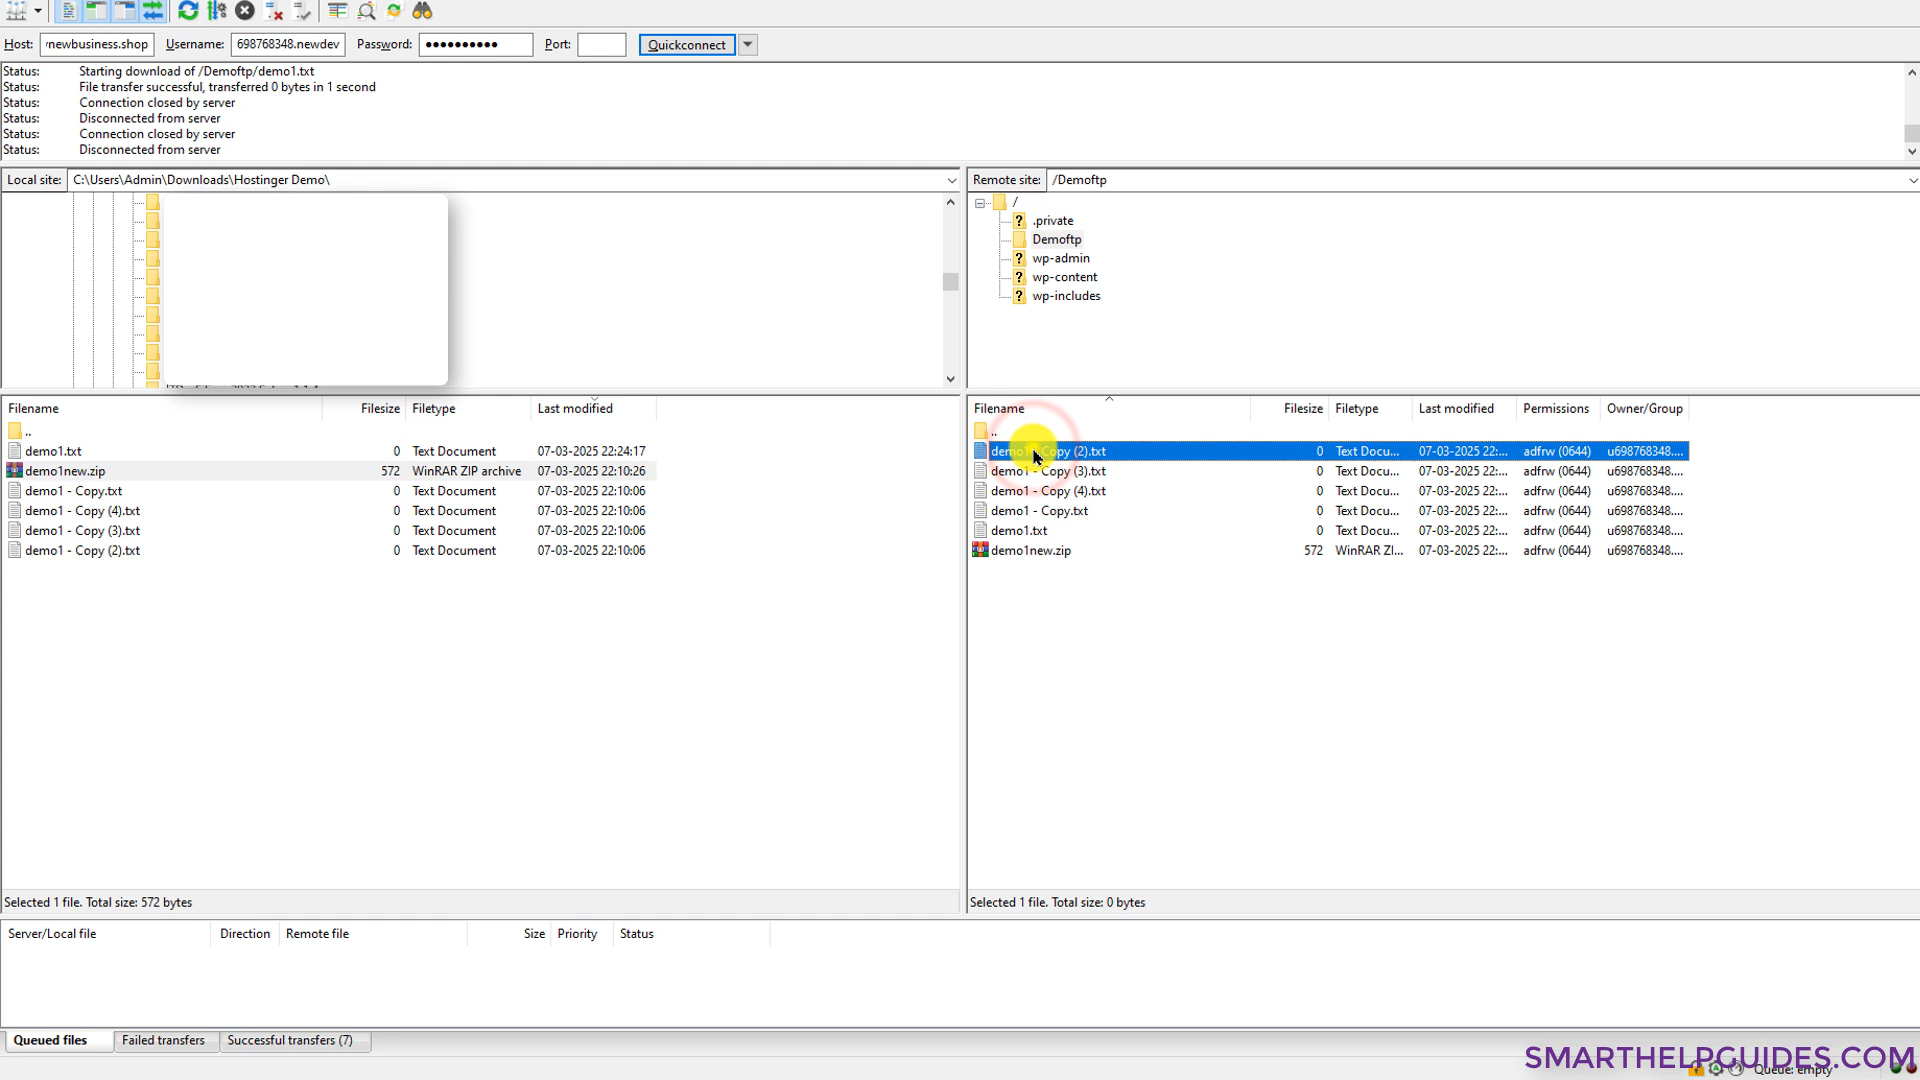 Host: newbusiness.shop Username: 698768348.newdev Password: ●●●●●●●●●● Port: Quickconnect
Status: Starting download of /Demoftp/demo1.txt
Status: File transfer successful, transferred 0 bytes in 1 second
Status: Connection closed by server
Status: Disconnected from server
Status: Connection closed by server
Status: Disconnected from server
Local site: C:\Users\Admin\Downloads\Hostinger Demo\
Remote site: /Demoftp
/
? .private
Demoftp
? wp-admin
? wp-content
? wp-includes
Filename Filesize Filetype Last modified
..
demo1.txt 0 Text Document 07-03-2025 22:24:17
demo1new.zip 572 WinRAR ZIP archive 07-03-2025 22:10:26
demo1 - Copy.txt 0 Text Document 07-03-2025 22:10:06
demo1 - Copy (4).txt 0 Text Document 07-03-2025 22:10:06
demo1 - Copy (3).txt 0 Text Document 07-03-2025 22:10:06
demo1 - Copy (2).txt 0 Text Document 07-03-2025 22:10:06
Selected 1 file. Total size: 572 bytes
Filename Filesize Filetype Last modified Permissions Owner/Group
..
demo1 - Copy (2).txt 0 Text Docu... 07-03-2025 22:... adfrw (0644) u698768348....
demo1 - Copy (3).txt 0 Text Docu... 07-03-2025 22:... adfrw (0644) u698768348....
demo1 - Copy (4).txt 0 Text Docu... 07-03-2025 22:... adfrw (0644) u698768348....
demo1 - Copy.txt 0 Text Docu... 07-03-2025 22:... adfrw (0644) u698768348....
demo1.txt 0 Text Docu... 07-03-2025 22:... adfrw (0644) u698768348....
demo1new.zip 572 WinRAR ZI... 07-03-2025 22:... adfrw (0644) u698768348....
Selected 1 file. Total size: 0 bytes
Server/Local file Direction Remote file Size Priority Status
Queued files Failed transfers Successful transfers (7)
SMARTHELPGUIDES.COM
Queue: empty